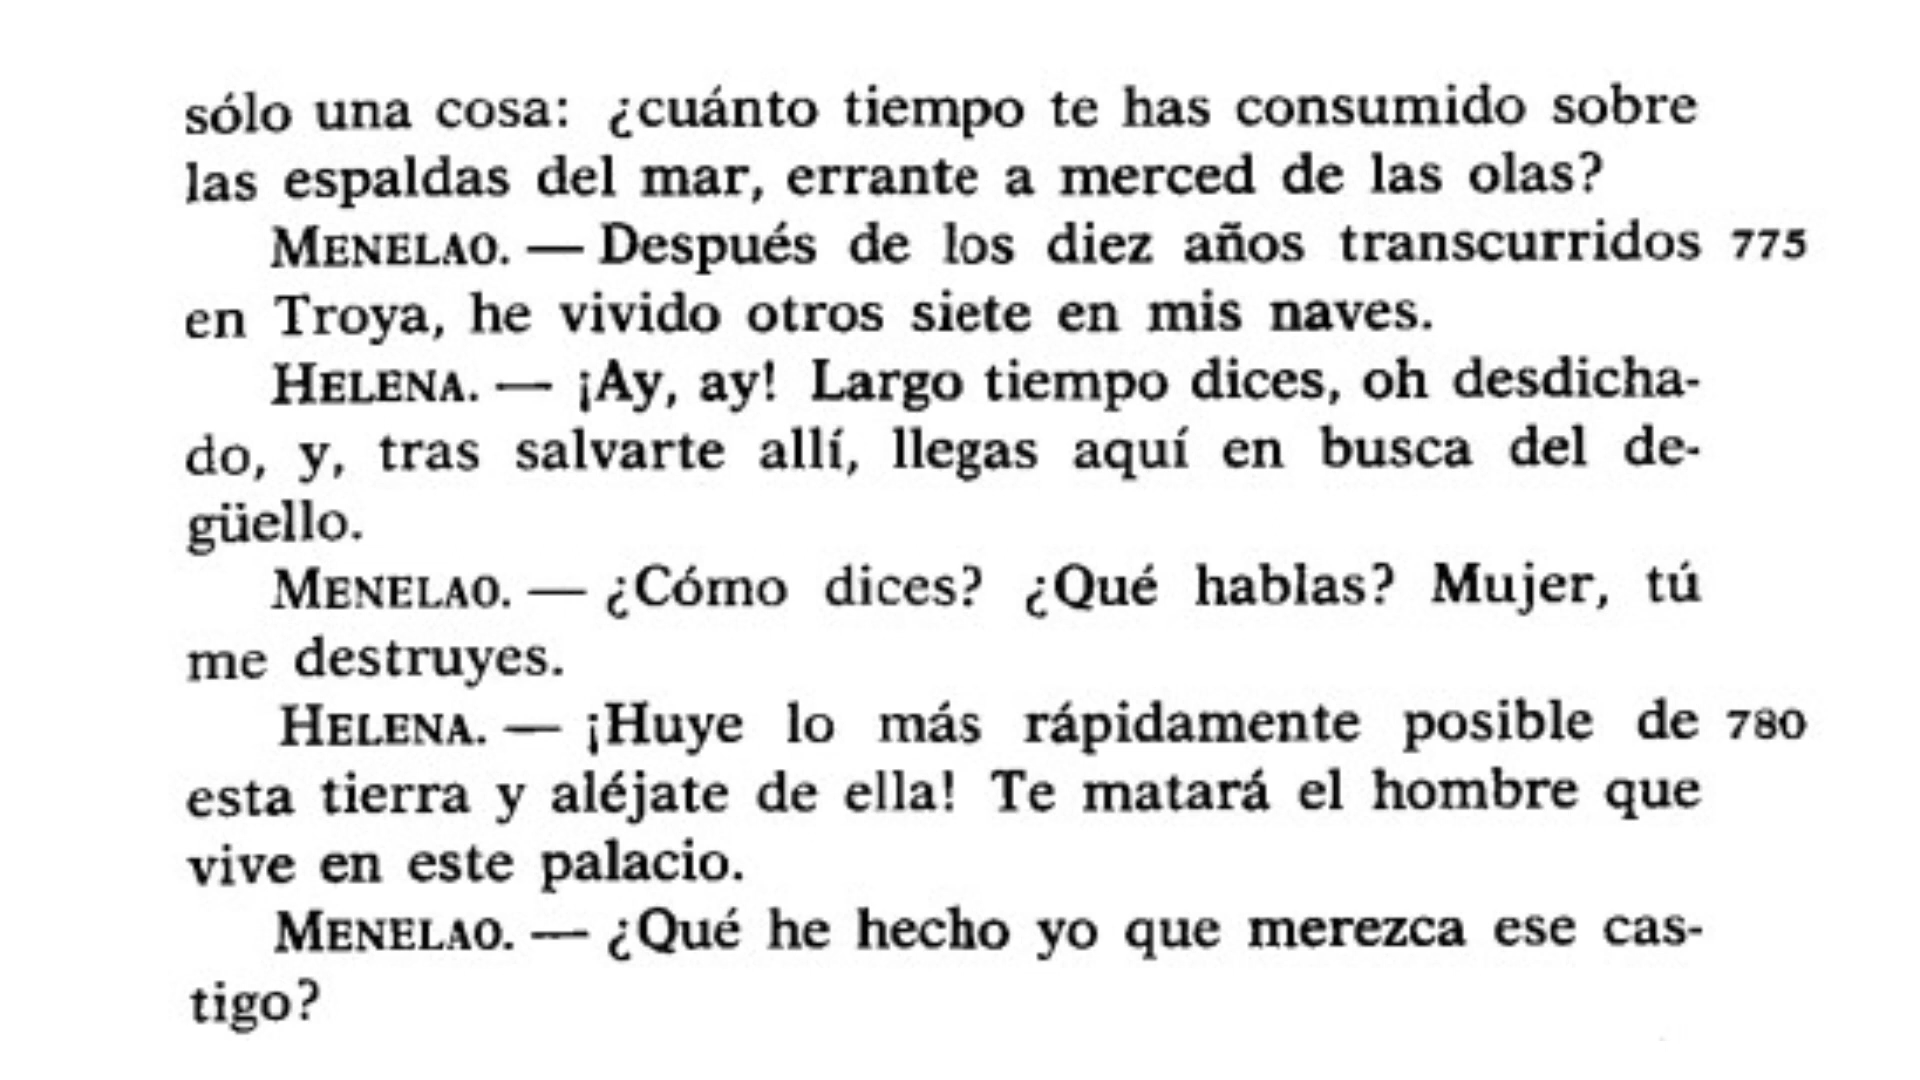 sólo una cosa: ¿cuánto tiempo te has consumido sobre
las espaldas del mar, errante a merced de las olas?
MENELAO. — Después de los diez años transcurridos 775
en Troya, he vivido otros siete en mis naves.
HELENA. — ¡Ay, ay! Largo tiempo dices, oh desdicha-
do, y, tras salvarte allí, llegas aquí en busca del de-
güello.
MENELAO. — ¿Cómo dices? ¿Qué hablas? Mujer, tú
me destruyes.
HELENA. — ¡Huye lo más rápidamente posible de 780
esta tierra y aléjate de ella! Te matará el hombre que
vive en este palacio.
MENELAO. — ¿Qué he hecho yo que merezca ese cas-
tigo?